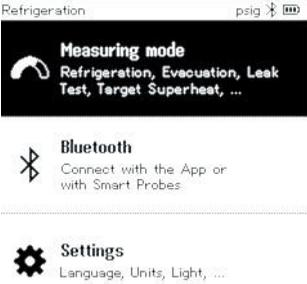 Refrigeration psig
Measuring mode
Refrigeration, Evacuation, Leak
Test, Target Superheat, ...
Bluetooth
Connect with the App or
with Smart Probes
Settings
Language, Units, Light, ...